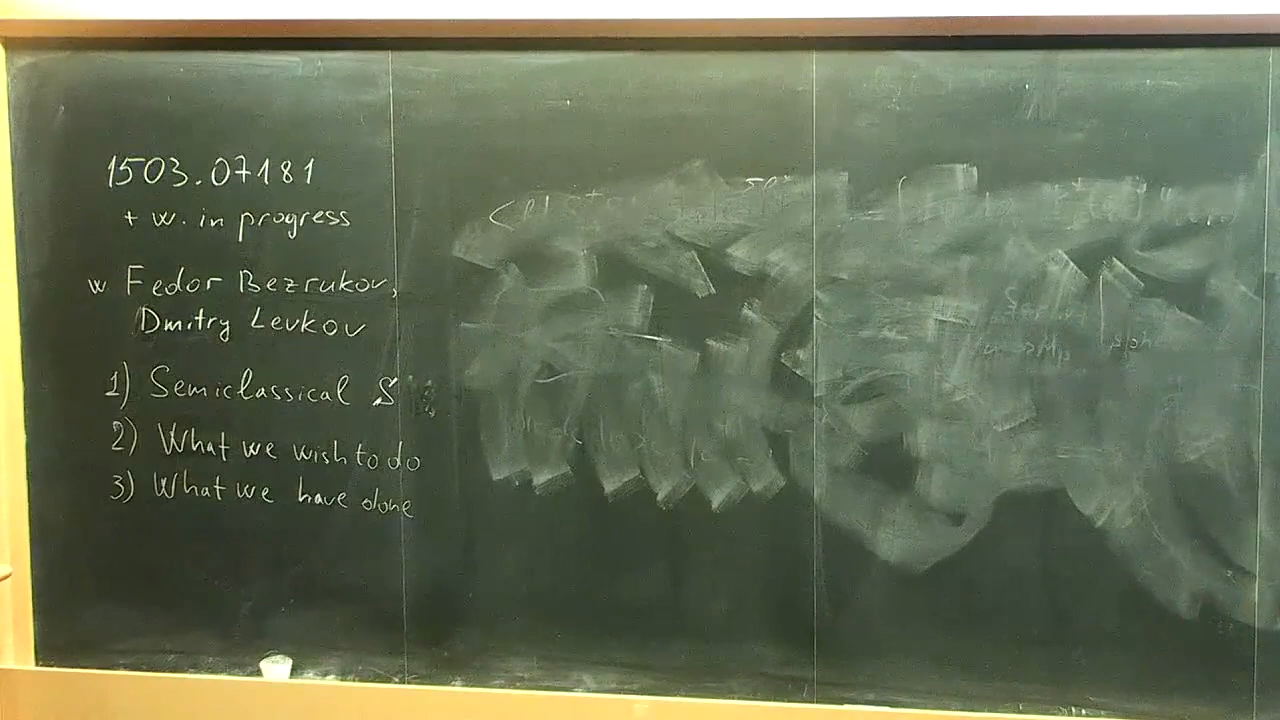 1503.07181
+ w. in progress
w Fedor Bezrukov,
Dmitry Levkov
1) Semiclassical S
2) What we wish to do
3) What we have done